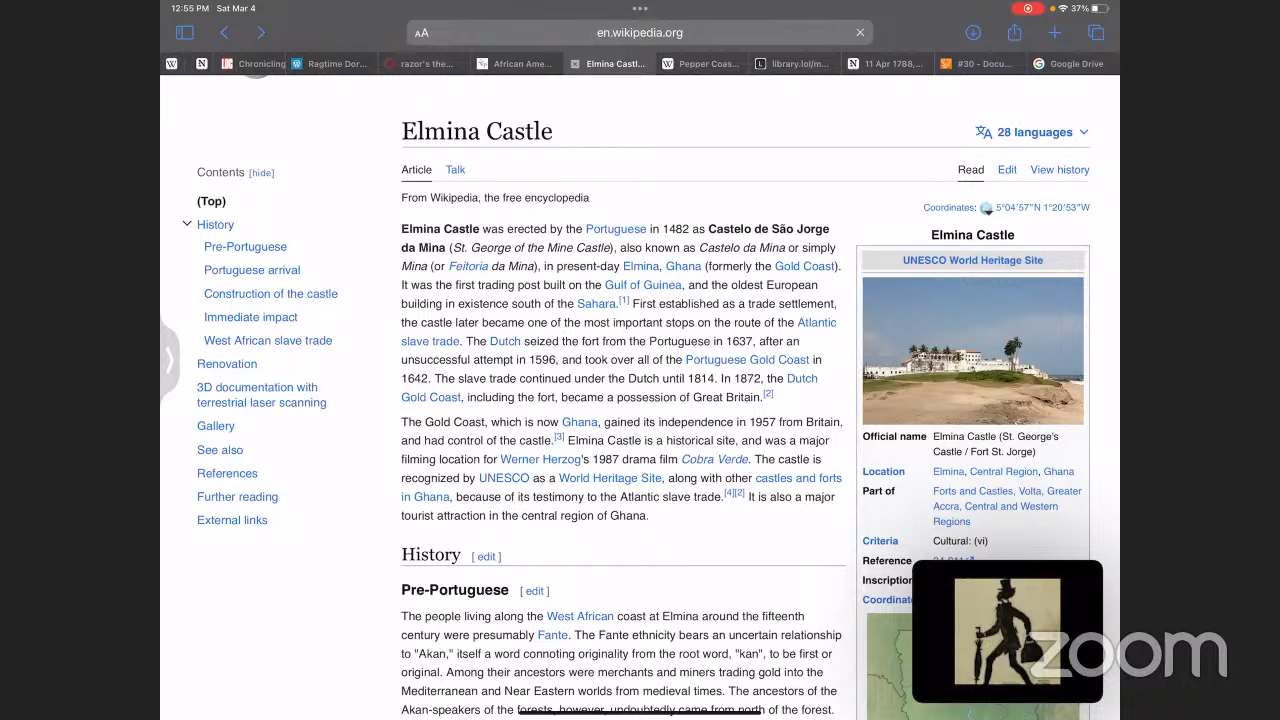 12:55 PM Sat Mar 4
37%
AA
en.wikipedia.org
Chronicling
Ragtime Dor...
razor's the...
African Ame...
Elmina Castl...
Pepper Coas...
library.lol/m...
11 Apr 1788,...
#30 - Docu...
Google Drive
Elmina Castle
28 languages
Contents [hide]
(Top)
History
Pre-Portuguese
Portuguese arrival
Construction of the castle
Immediate impact
West African slave trade
Renovation
3D documentation with
terrestrial laser scanning
Gallery
See also
References
Further reading
External links
Article Talk
Read Edit View history
From Wikipedia, the free encyclopedia
Coordinates: 5°04′57″N 1°20′53″W
Elmina Castle was erected by the Portuguese in 1482 as Castelo de São Jorge
da Mina (St. George of the Mine Castle), also known as Castelo da Mina or simply
Mina (or Feitoria da Mina), in present-day Elmina, Ghana (formerly the Gold Coast).
It was the first trading post built on the Gulf of Guinea, and the oldest European
building in existence south of the Sahara.[1] First established as a trade settlement,
the castle later became one of the most important stops on the route of the Atlantic
slave trade. The Dutch seized the fort from the Portuguese in 1637, after an
unsuccessful attempt in 1596, and took over all of the Portuguese Gold Coast in
1642. The slave trade continued under the Dutch until 1814. In 1872, the Dutch
Gold Coast, including the fort, became a possession of Great Britain.[2]
The Gold Coast, which is now Ghana, gained its independence in 1957 from Britain,
and had control of the castle.[3] Elmina Castle is a historical site, and was a major
filming location for Werner Herzog's 1987 drama film Cobra Verde. The castle is
recognized by UNESCO as a World Heritage Site, along with other castles and forts
in Ghana, because of its testimony to the Atlantic slave trade.[4][2] It is also a major
tourist attraction in the central region of Ghana.
History [ edit ]
Pre-Portuguese [ edit ]
The people living along the West African coast at Elmina around the fifteenth
century were presumably Fante. The Fante ethnicity bears an uncertain relationship
to "Akan," itself a word connoting originality from the root word, "kan", to be first or
original. Among their ancestors were merchants and miners trading gold into the
Mediterranean and Near Eastern worlds from medieval times. The ancestors of the
Akan-speakers of the forests, however, undoubtedly came from north of the forest.
Elmina Castle
UNESCO World Heritage Site
Official name Elmina Castle (St. George's
Castle / Fort St. Jorge)
Location Elmina, Central Region, Ghana
Part of Forts and Castles, Volta, Greater
Accra, Central and Western
Regions
Criteria Cultural: (vi)
Reference
Inscription
Coordinat
zoom